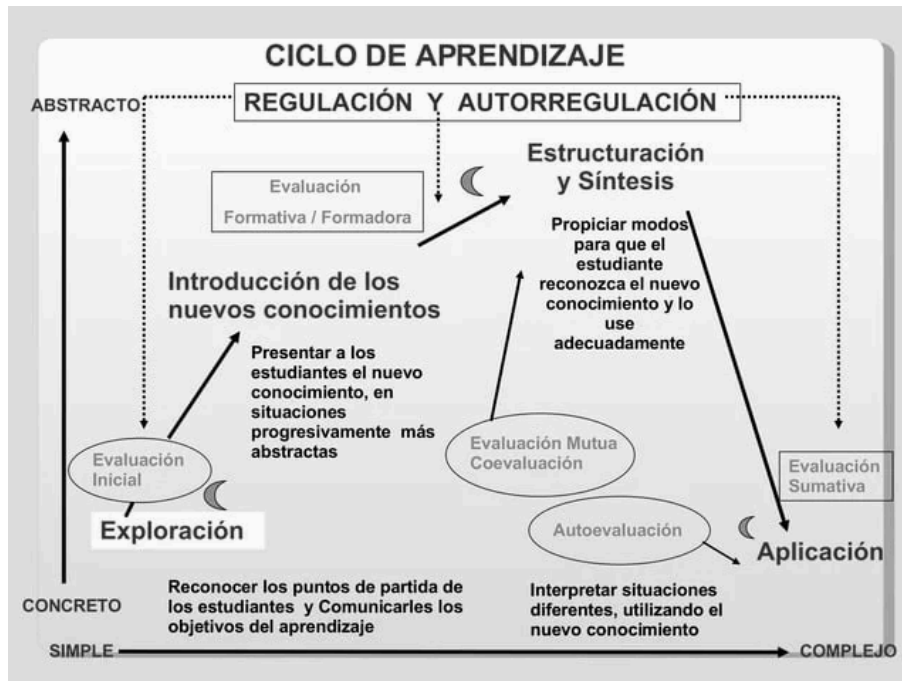 CICLO DE APRENDIZAJE
ABSTRACTO
REGULACIÓN Y AUTORREGULACIÓN
Estructuración
y Síntesis
Evaluación
Formativa / Formadora
Propiciar modos
para que el
estudiante
reconozca el nuevo
conocimiento y lo
use
adecuadamente
Introducción de los
nuevos conocimientos
Presentar a los
estudiantes el nuevo
conocimiento, en
situaciones
progresivamente más
abstractas
Evaluación
Inicial
Evaluación Mutua
Coevaluación
Evaluación
Sumativa
Exploración
Autoevaluación
Aplicación
Reconocer los puntos de partida de
los estudiantes y Comunicarles los
objetivos del aprendizaje
Interpretar situaciones
diferentes, utilizando el
nuevo conocimiento
CONCRETO
SIMPLE
COMPLEJO